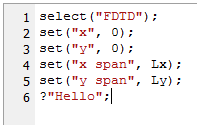 1 select("FDTD");
2 set("x", 0);
3 set("y", 0);
4 set("x span", Lx);
5 set("y span", Ly);
6 ?"Hello";